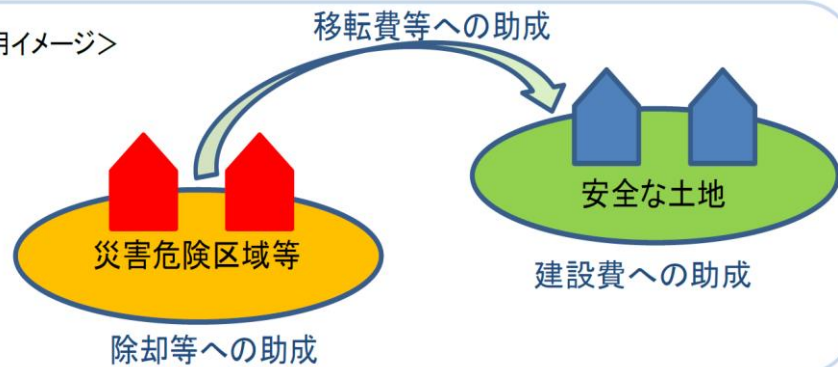 用イメージ＞
移転費等への助成
安全な土地
災害危険区域等
建設費への助成
除却等への助成